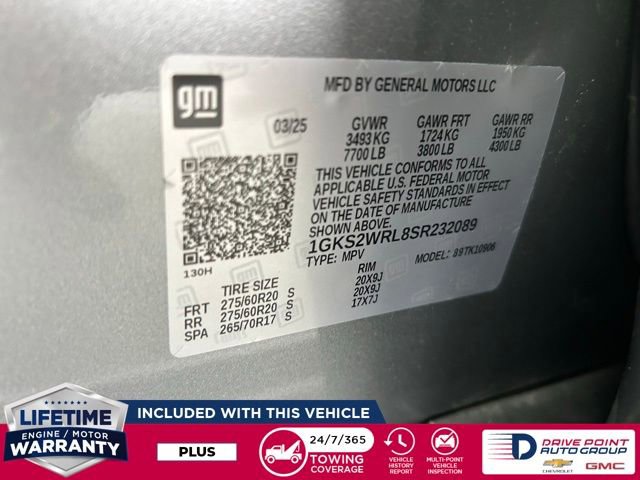 gm
MFD BY GENERAL MOTORS LLC
03/25 GVWR GAWR FRT GAWR RR
3493 KG 1724 KG 1950 KG
7700 LB 3800 LB 4300 LB
THIS VEHICLE CONFORMS TO ALL
APPLICABLE U.S. FEDERAL MOTOR
VEHICLE SAFETY STANDARDS IN EFFECT
ON THE DATE OF MANUFACTURE
SHOWN ABOVE.
1GKS2WRL8SR232089
TYPE: MPV MODEL: 89TK10906
130H
TIRE SIZE RIM
FRT 275/60R20 S 20X9J
RR 275/60R20 S 20X9J
SPA 265/70R17 S 17X7J
LIFETIME
ENGINE / MOTOR
WARRANTY
INCLUDED WITH THIS VEHICLE
PLUS
24/7/365
TOWING
COVERAGE
VEHICLE
HISTORY
REPORT
MULTI-POINT
VEHICLE
INSPECTION
DRIVE POINT
AUTO GROUP
CHEVROLET GMC